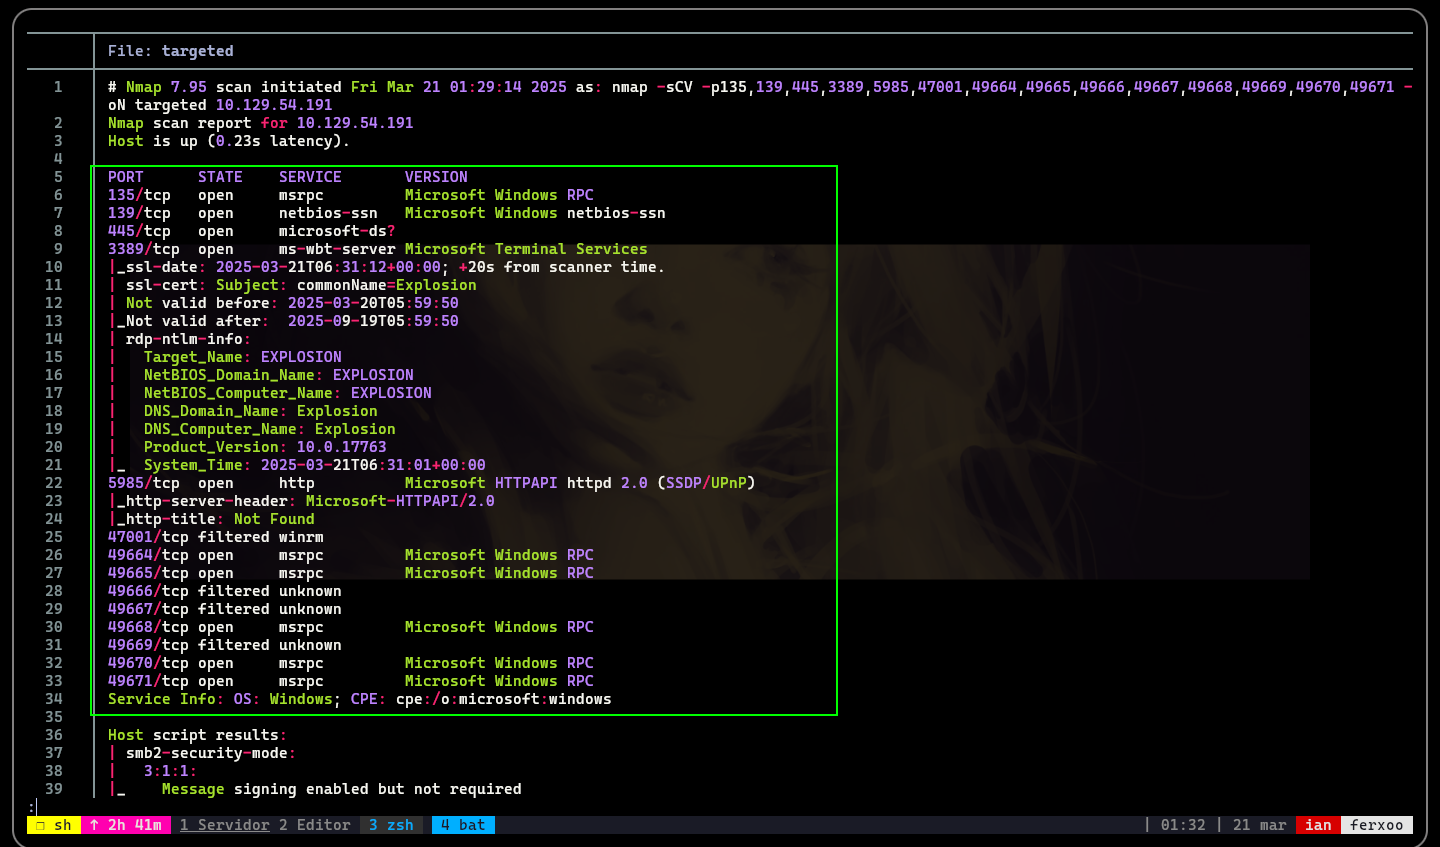 File: targeted
1 # Nmap 7.95 scan initiated Fri Mar 21 01:29:14 2025 as: nmap -sCV -p135,139,445,3389,5985,47001,49664,49665,49666,49667,49668,49669,49670,49671 -
oN targeted 10.129.54.191
2 Nmap scan report for 10.129.54.191
3 Host is up (0.23s latency).
4
5 PORT      STATE    SERVICE       VERSION
6 135/tcp   open     msrpc         Microsoft Windows RPC
7 139/tcp   open     netbios-ssn   Microsoft Windows netbios-ssn
8 445/tcp   open     microsoft-ds?
9 3389/tcp  open     ms-wbt-server Microsoft Terminal Services
10 |_ssl-date: 2025-03-21T06:31:12+00:00; +20s from scanner time.
11 | ssl-cert: Subject: commonName=Explosion
12 | Not valid before: 2025-03-20T05:59:50
13 |_Not valid after:  2025-09-19T05:59:50
14 | rdp-ntlm-info:
15 |   Target_Name: EXPLOSION
16 |   NetBIOS_Domain_Name: EXPLOSION
17 |   NetBIOS_Computer_Name: EXPLOSION
18 |   DNS_Domain_Name: Explosion
19 |   DNS_Computer_Name: Explosion
20 |   Product_Version: 10.0.17763
21 |_  System_Time: 2025-03-21T06:31:01+00:00
22 5985/tcp  open     http          Microsoft HTTPAPI httpd 2.0 (SSDP/UPnP)
23 |_http-server-header: Microsoft-HTTPAPI/2.0
24 |_http-title: Not Found
25 47001/tcp filtered winrm
26 49664/tcp open     msrpc         Microsoft Windows RPC
27 49665/tcp open     msrpc         Microsoft Windows RPC
28 49666/tcp filtered unknown
29 49667/tcp filtered unknown
30 49668/tcp open     msrpc         Microsoft Windows RPC
31 49669/tcp filtered unknown
32 49670/tcp open     msrpc         Microsoft Windows RPC
33 49671/tcp open     msrpc         Microsoft Windows RPC
34 Service Info: OS: Windows; CPE: cpe:/o:microsoft:windows
35
36 Host script results:
37 | smb2-security-mode:
38 |   3:1:1:
39 |_    Message signing enabled but not required
:
❐ sh ↑ 2h 41m 1 Servidor 2 Editor 3 zsh 4 bat | 01:32 | 21 mar ian ferxoo